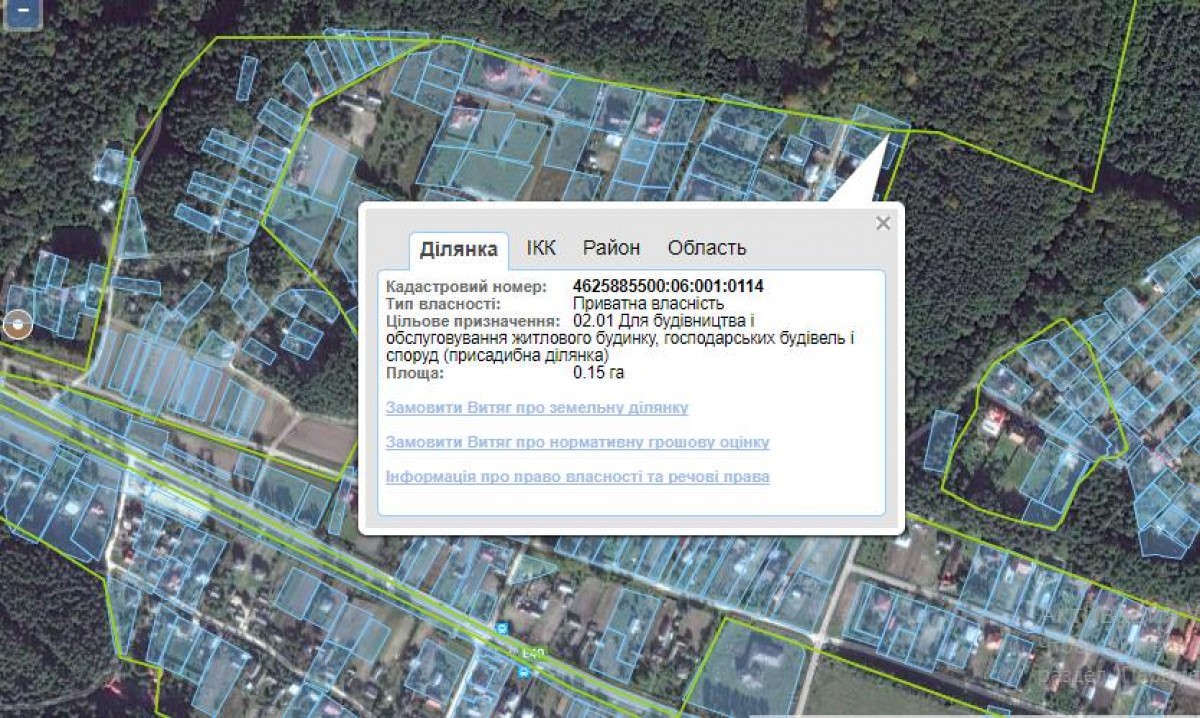 Ділянка ІКК Район Область
Кадастровий номер: 4625885500:06:001:0114
Тип власності: Приватна власність
Цільове призначення: 02.01 Для будівництва і
обслуговування житлового будинку, господарських будівель і
споруд (присадибна ділянка)
Площа: 0.15 га
Замовити Витяг про земельну ділянку
Замовити Витяг про нормативну грошову оцінку
Інформація про право власності та речові права
E40